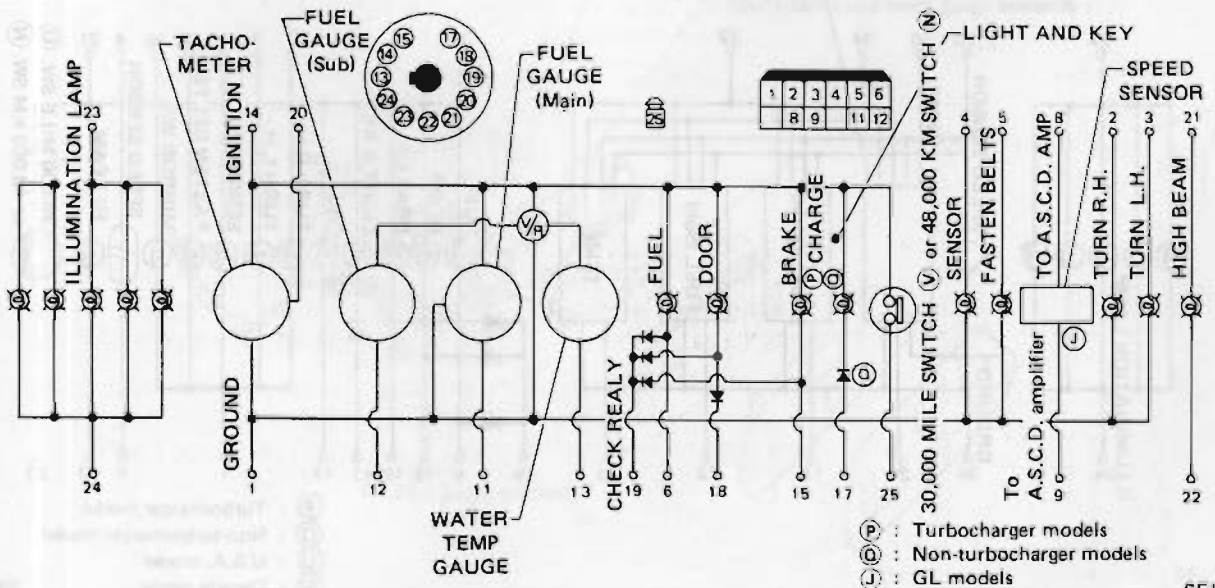 TACHO-
METER
FUEL
GAUGE
(Sub)
15 17
14 18
13 19
24 20
23 22 21
FUEL
GAUGE
(Main)
LIGHT AND KEY
SPEED
SENSOR
1 2 3 4 5 6
8 9 11 12
25
ILLUMINATION LAMP
23
IGNITION
14
20
V/R
FUEL
DOOR
BRAKE
CHARGE
P Q
30,000 MILE SWITCH V or 48,000 KM SWITCH N
SENSOR
4
FASTEN BELTS
5
TO A.S.C.D. AMP
8
TURN R.H.
2
TURN L.H.
3
HIGH BEAM
21
J
Q
GROUND
CHECK REALY
To
A.S.C.D. amplifier
24
1
12
11
13
19
6
18
15
17
25
9
22
WATER
TEMP
GAUGE
P : Turbocharger models
Q : Non-turbocharger models
J : GL models